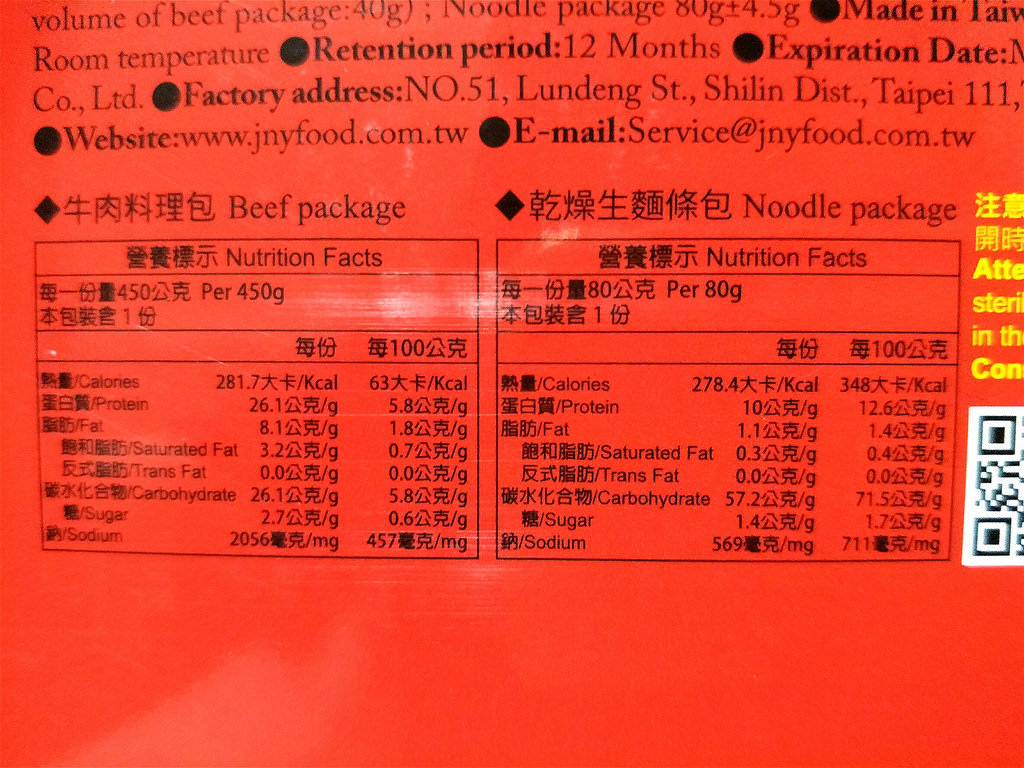 volume of beef package:40g) ; Noodle package 80g±4.5g ●Made in Taiw
Room temperature ●Retention period:12 Months ●Expiration Date:
Co., Ltd. ●Factory address:NO.51, Lundeng St., Shilin Dist., Taipei 111,
●Website:www.jnyfood.com.tw ●E-mail:Service@jnyfood.com.tw
◆牛肉料理包 Beef package
營養標示 Nutrition Facts
每一份量450公克 Per 450g
本包裝含1份
每份 每100公克
熱量/Calories 281.7大卡/Kcal 63大卡/Kcal
蛋白質/Protein 26.1公克/g 5.8公克/g
脂肪/Fat 8.1公克/g 1.8公克/g
飽和脂肪/Saturated Fat 3.2公克/g 0.7公克/g
反式脂肪/Trans Fat 0.0公克/g 0.0公克/g
碳水化合物/Carbohydrate 26.1公克/g 5.8公克/g
糖/Sugar 2.7公克/g 0.6公克/g
鈉/Sodium 2056毫克/mg 457毫克/mg
◆乾燥生麵條包 Noodle package
營養標示 Nutrition Facts
每一份量80公克 Per 80g
本包裝含1份
每份 每100公克
熱量/Calories 278.4大卡/Kcal 348大卡/Kcal
蛋白質/Protein 10公克/g 12.6公克/g
脂肪/Fat 1.1公克/g 1.4公克/g
飽和脂肪/Saturated Fat 0.3公克/g 0.4公克/g
反式脂肪/Trans Fat 0.0公克/g 0.0公克/g
碳水化合物/Carbohydrate 57.2公克/g 71.5公克/g
糖/Sugar 1.4公克/g 1.7公克/g
鈉/Sodium 569毫克/mg 711毫克/mg
注意
開時
Atte
steri
in th
Cons